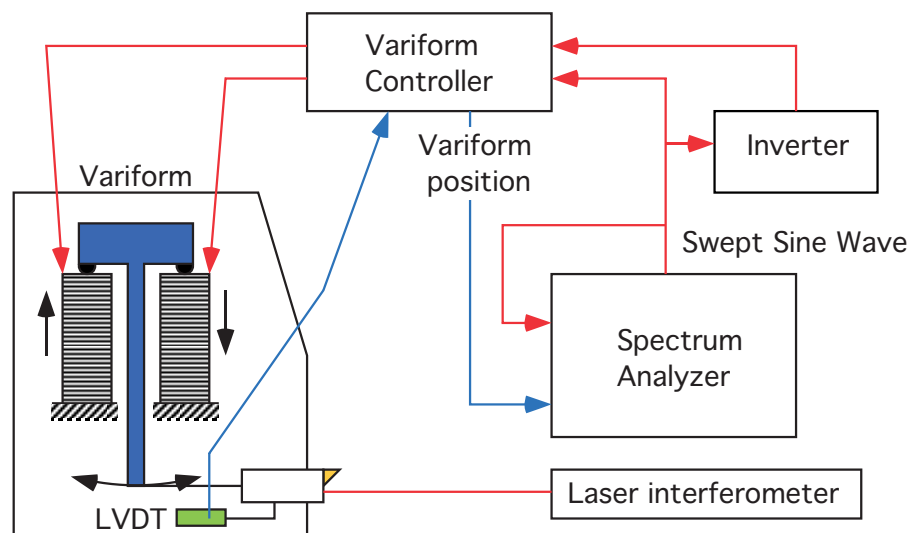 Variform
Controller
Variform
position
Inverter
Variform
Swept Sine Wave
Spectrum
Analyzer
LVDT
Laser interferometer